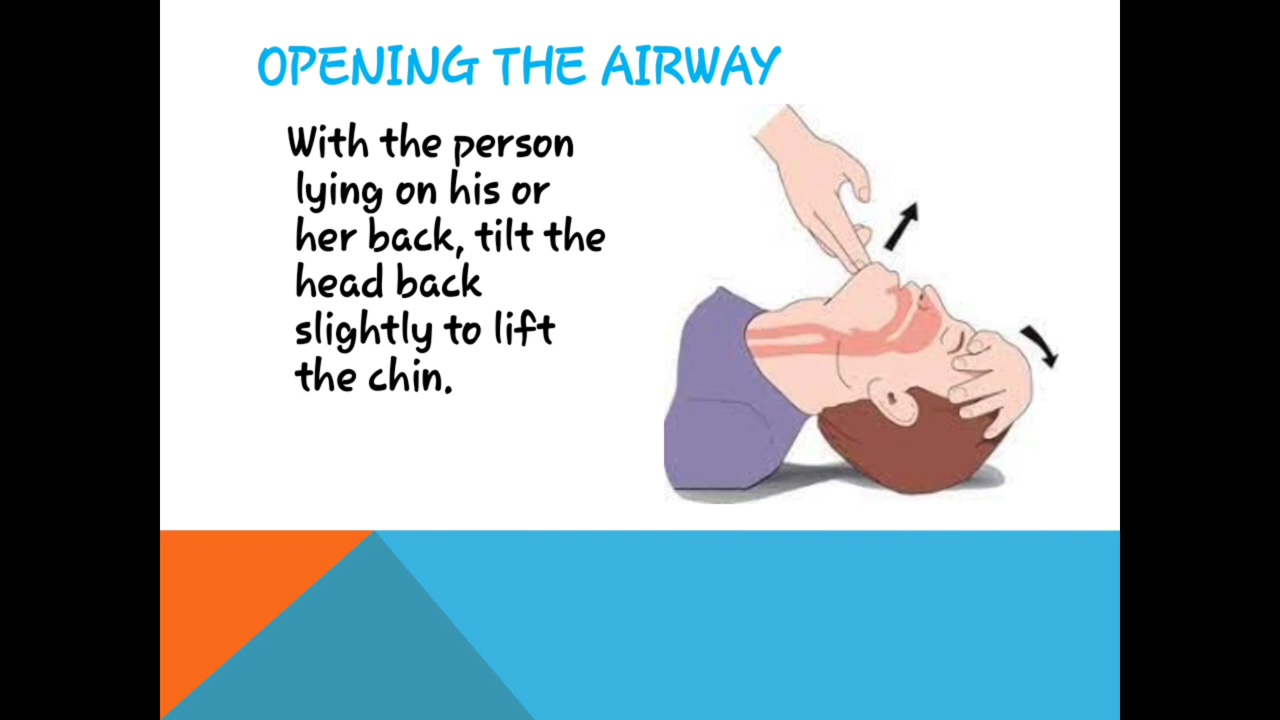 OPENING THE AIRWAY
With the person
lying on his or
her back, tilt the
head back
slightly to lift
the chin.